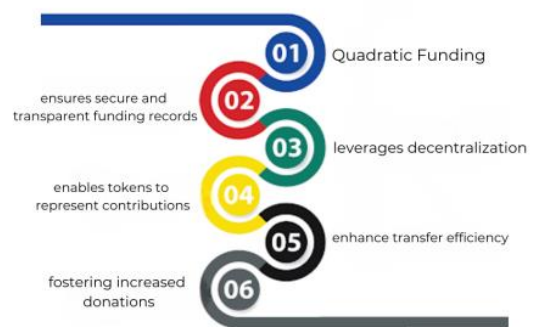 01
Quadratic Funding
02
ensures secure and
transparent funding records
03
leverages decentralization
04
enables tokens to
represent contributions
05
enhance transfer efficiency
06
fostering increased
donations